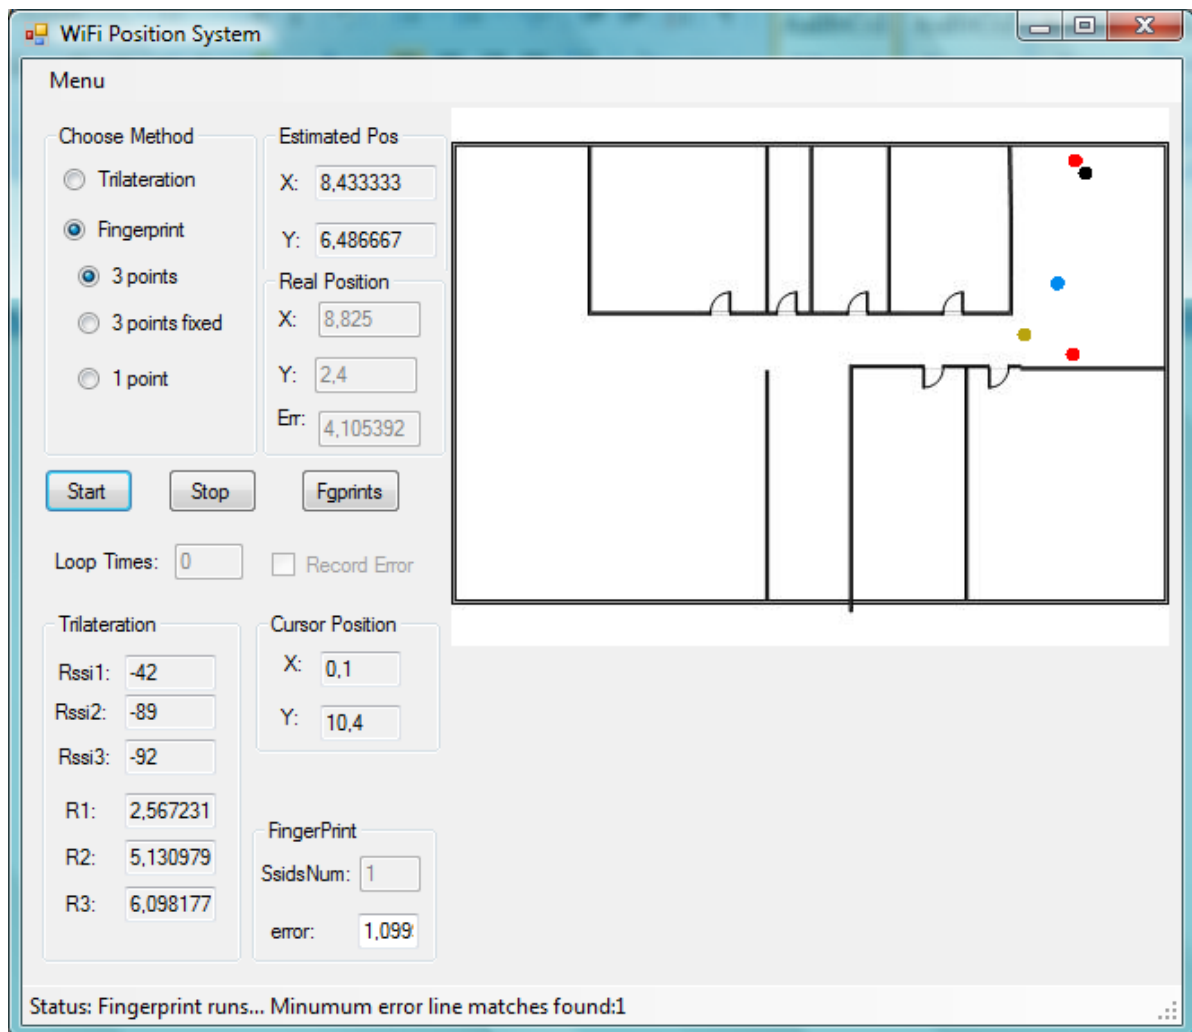 WiFi Position System
Menu
Choose Method
Trilateration
Fingerprint
3 points
3 points fixed
1 point
Estimated Pos
X: 8,433333
Y: 6,486667
Real Position
X: 8,825
Y: 2,4
Err: 4,105392
Start Stop Fgprints
Loop Times: 0 Record Error
Trilateration
Rssi1: -42
Rssi2: -89
Rssi3: -92
R1: 2,567231
R2: 5,130979
R3: 6,098177
Cursor Position
X: 0,1
Y: 10,4
FingerPrint
SsidsNum: 1
error: 1,099
Status: Fingerprint runs... Minumum error line matches found:1